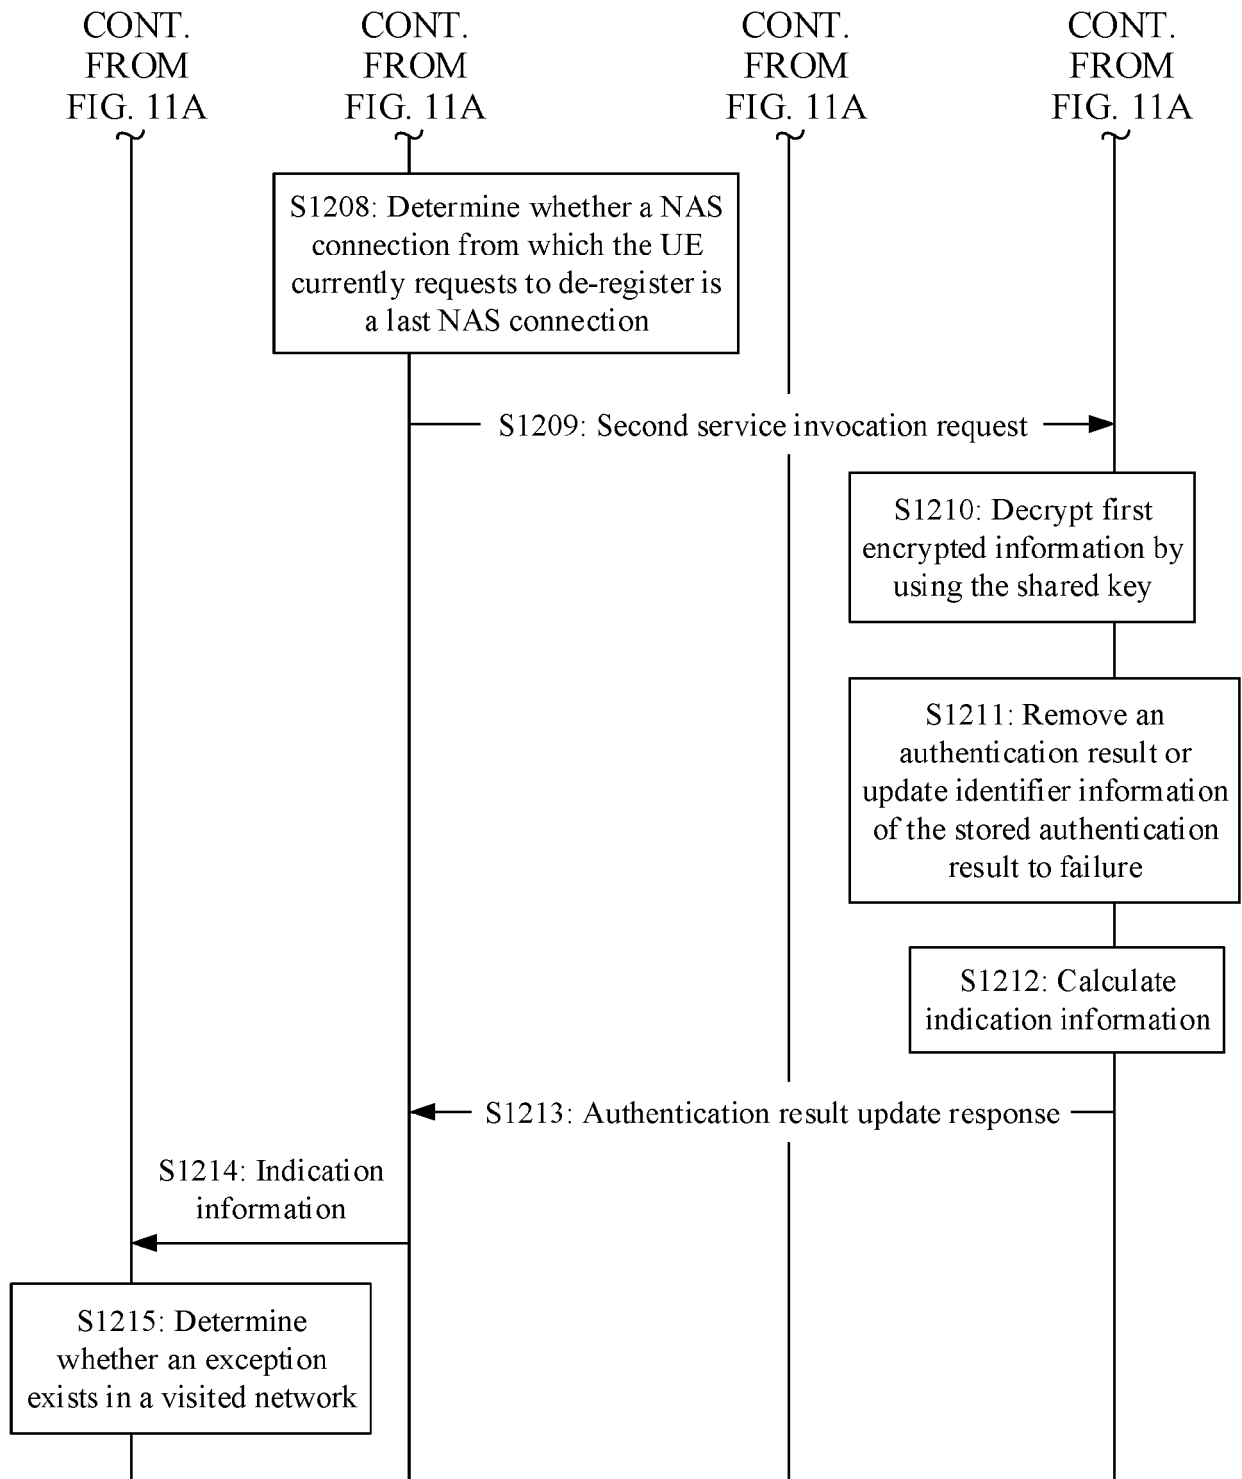 CONT. FROM FIG. 11A
CONT. FROM FIG. 11A
CONT. FROM FIG. 11A
CONT. FROM FIG. 11A
S1208: Determine whether a NAS
connection from which the UE
currently requests to de-register is
a last NAS connection
S1209: Second service invocation request
S1210: Decrypt first
encrypted information by
using the shared key
S1211: Remove an
authentication result or
update identifier information
of the stored authentication
result to failure
S1212: Calculate
indication information
S1213: Authentication result update response
S1214: Indication
information
S1215: Determine
whether an exception
exists in a visited network